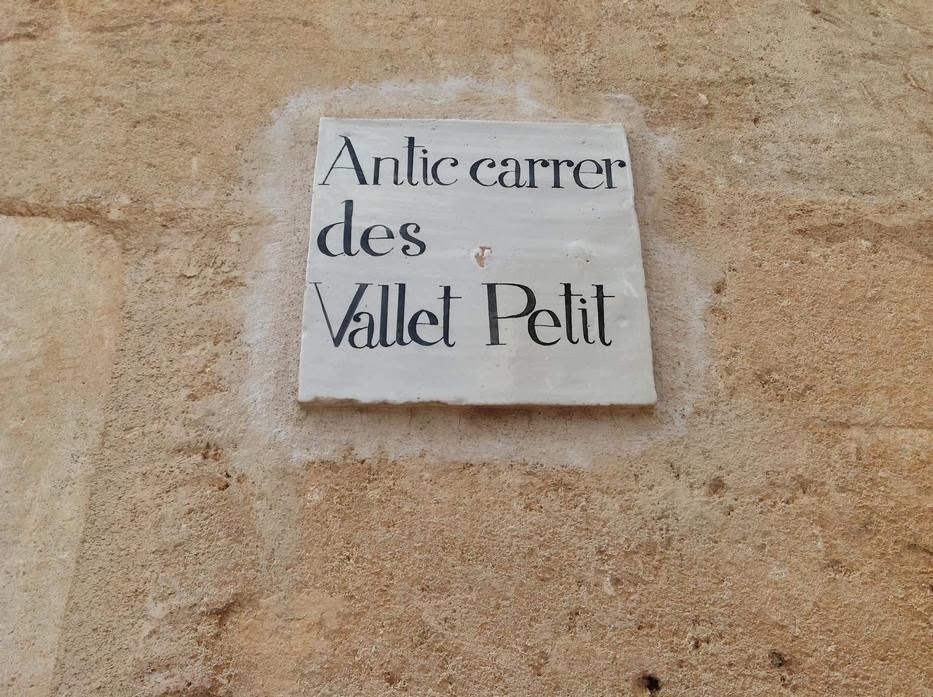 Antic carrer
des
Vallet Petit